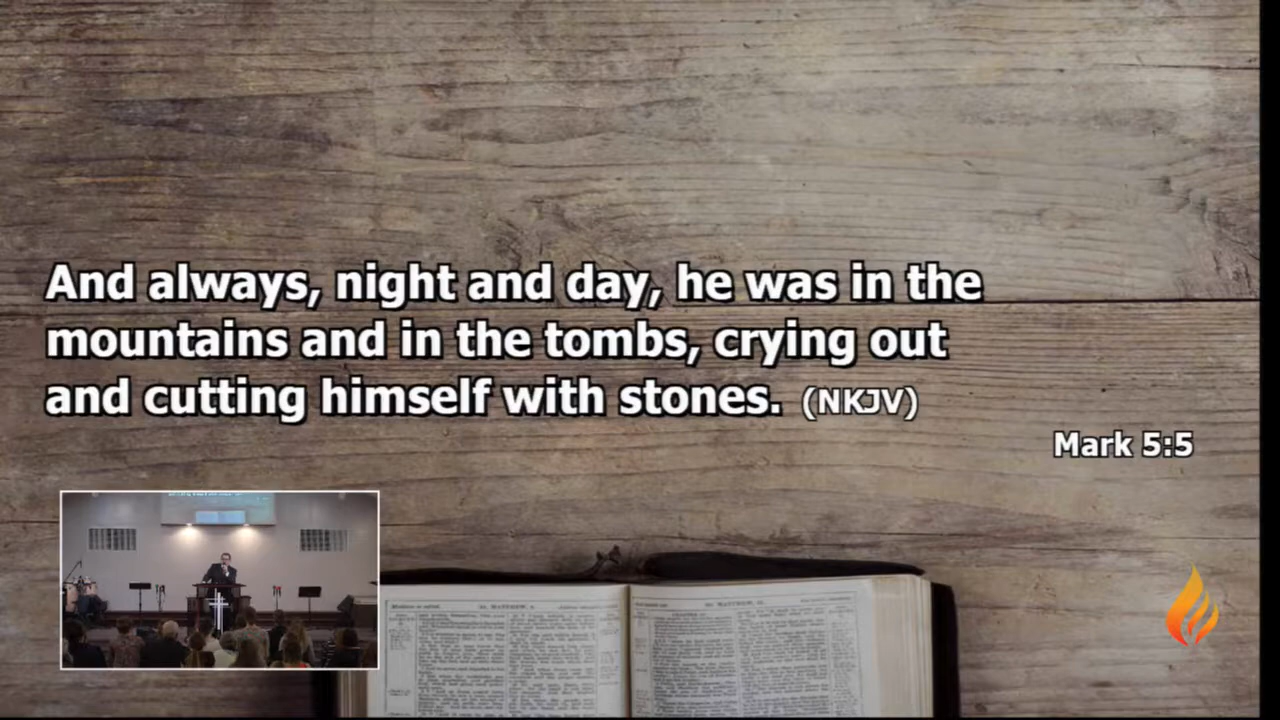 And always, night and day, he was in the
mountains and in the tombs, crying out
and cutting himself with stones. (NKJV)
Mark 5:5